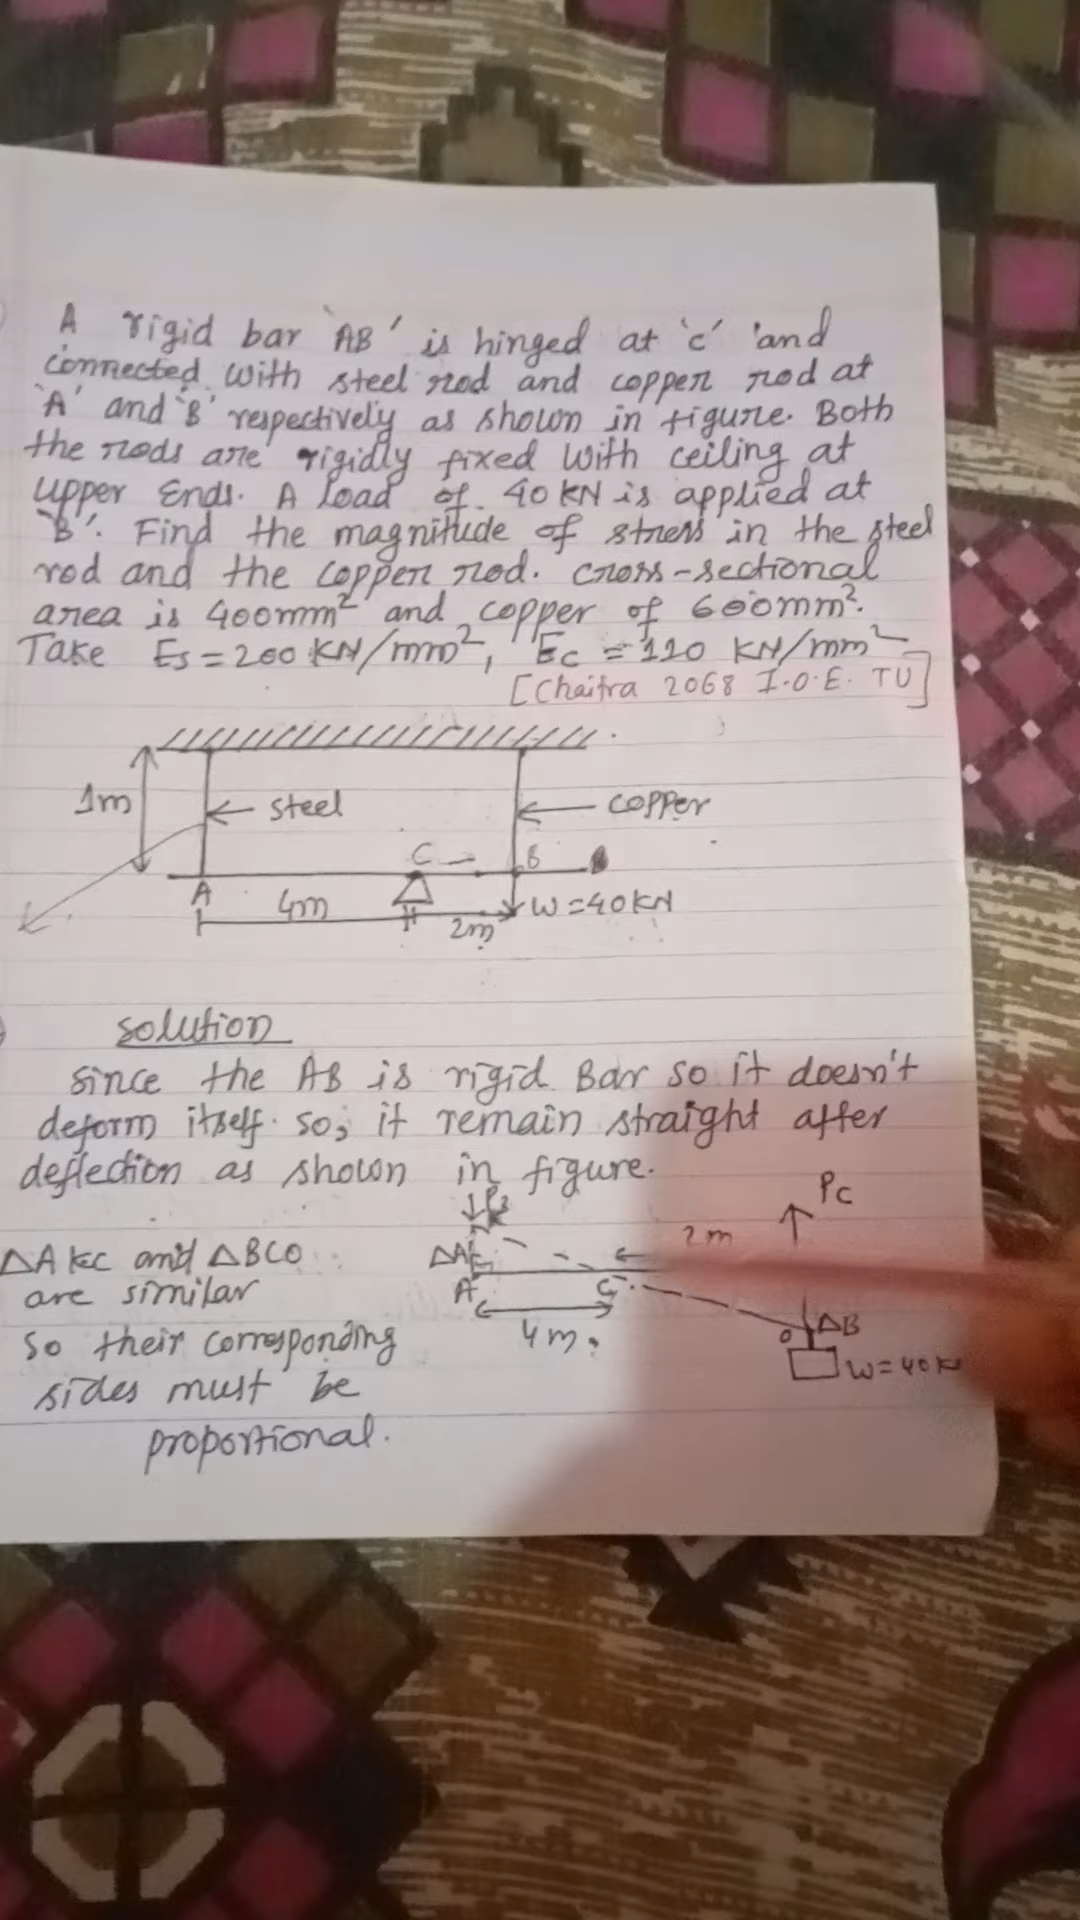 A rigid bar 'AB' is hinged at 'c' 'and
connected with steel rod and copper rod at
'A' and 'B' respectively as shown in figure. Both
the rods are rigidly fixed with ceiling at
upper Ends. A load of 40 KN is applied at
'B'. Find the magnitude of stress in the steel
rod and the copper rod. cross-sectional
area is 400mm² and copper of 600mm².
Take Es = 200 KN/mm², Ec = 120 KN/mm²
[Chaitra 2068 I.O.E. TU]
1m
steel
copper
C
B
A
4m
W = 40KN
2m
solution
since the AB is rigid Bar so it doesn't
deform itself. so, it remain straight after
deflection as shown in figure.
Pc
2m
ΔA
A
C
4m.
ΔB
O
W = 40K
ΔAKC and ΔBCO
are similar
so their corresponding
sides must be
proportional.